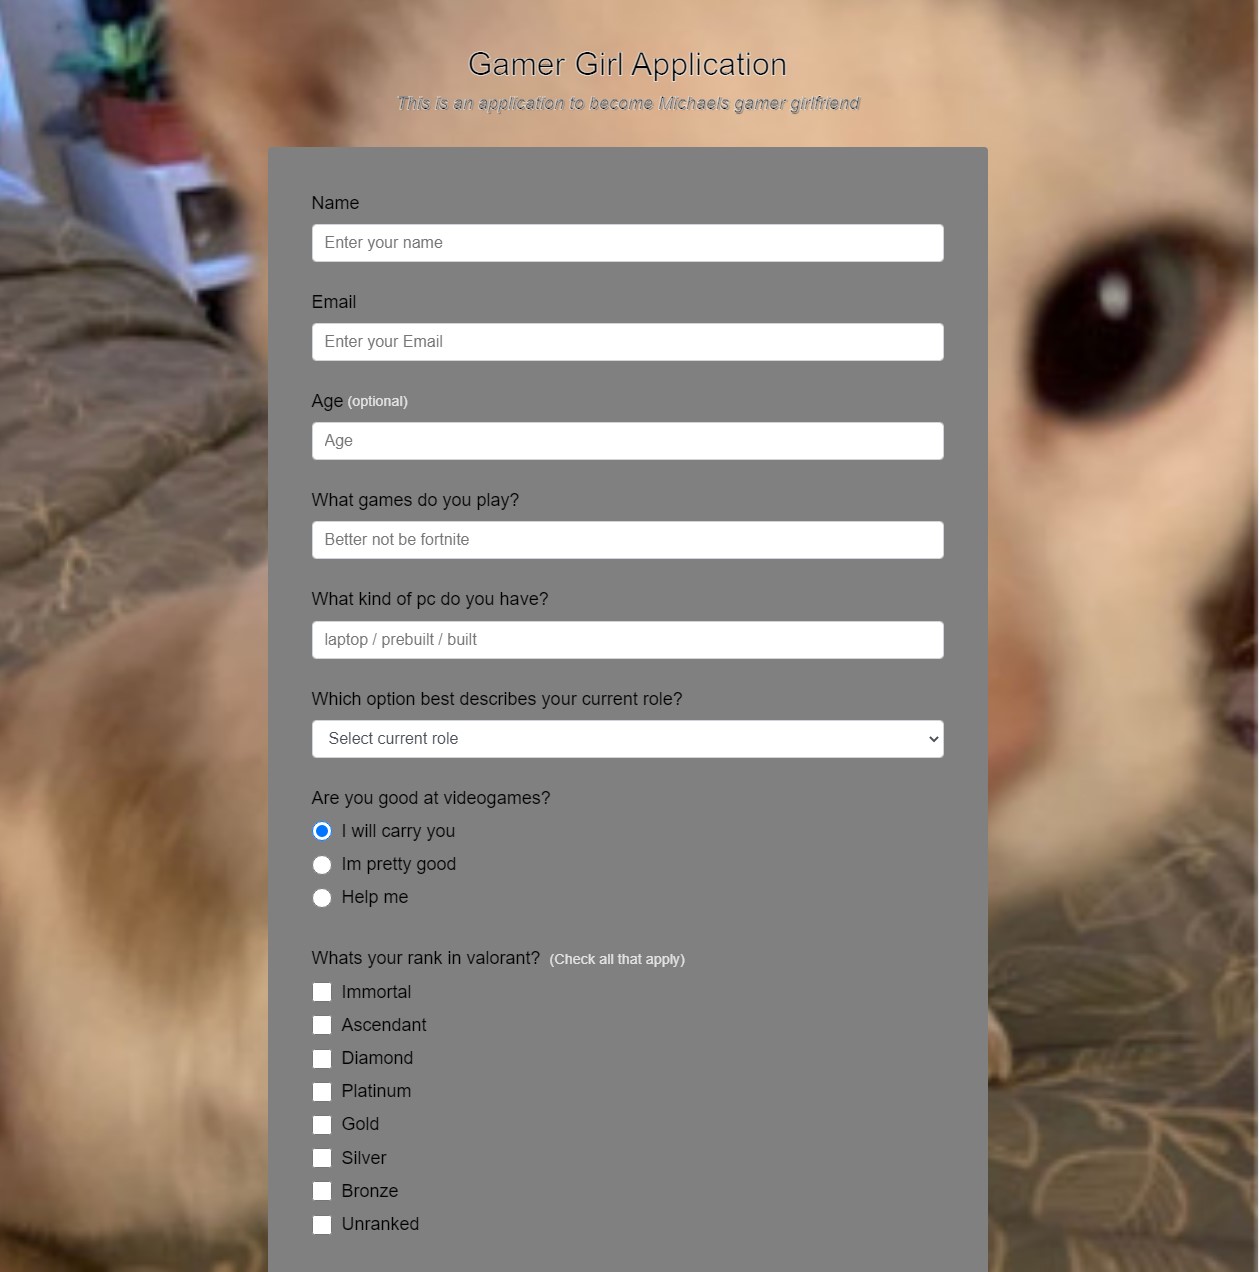 Gamer Girl Application
This is an application to become Michaels gamer girlfriend
Name
Enter your name
Email
Enter your Email
Age (optional)
Age
What games do you play?
Better not be fortnite
What kind of pc do you have?
laptop / prebuilt / built
Which option best describes your current role?
Select current role
Are you good at videogames?
I will carry you
Im pretty good
Help me
Whats your rank in valorant? (Check all that apply)
Immortal
Ascendant
Diamond
Platinum
Gold
Silver
Bronze
Unranked